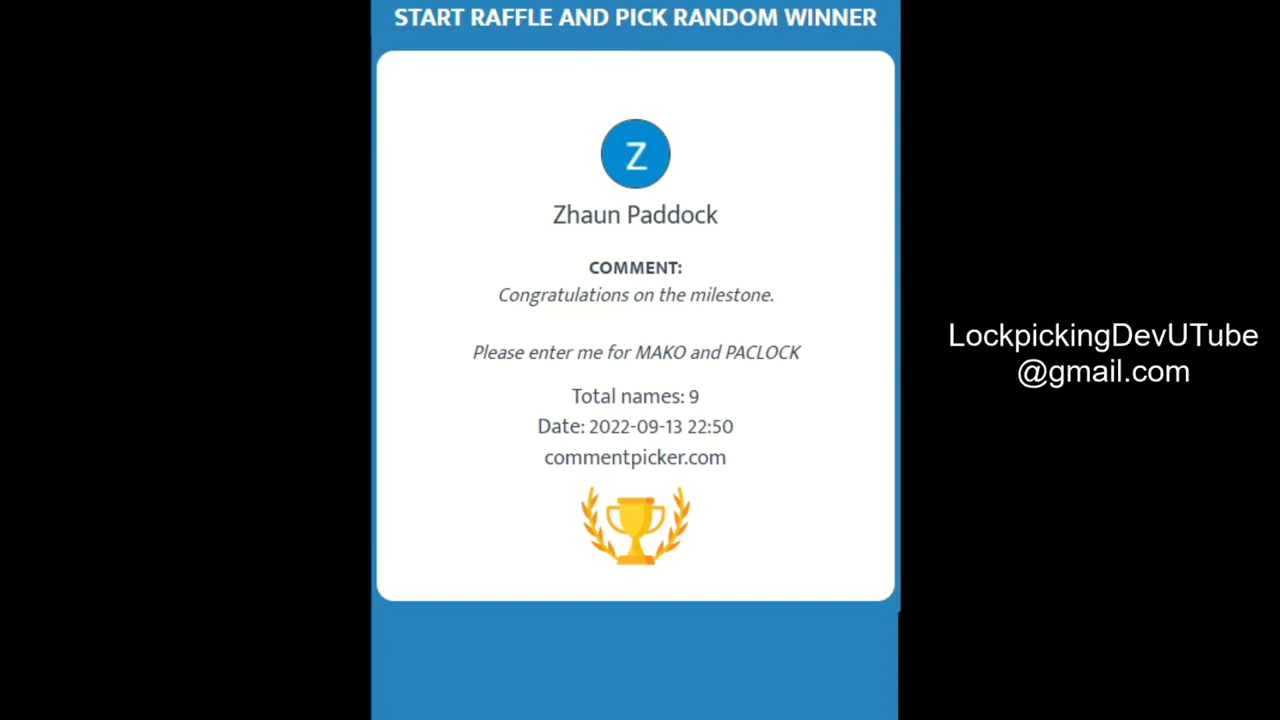 START RAFFLE AND PICK RANDOM WINNER
Z
Zhaun Paddock
COMMENT:
Congratulations on the milestone.
Please enter me for MAKO and PACLOCK
Total names: 9
Date: 2022-09-13 22:50
commentpicker.com
LockpickingDevUTube
@gmail.com